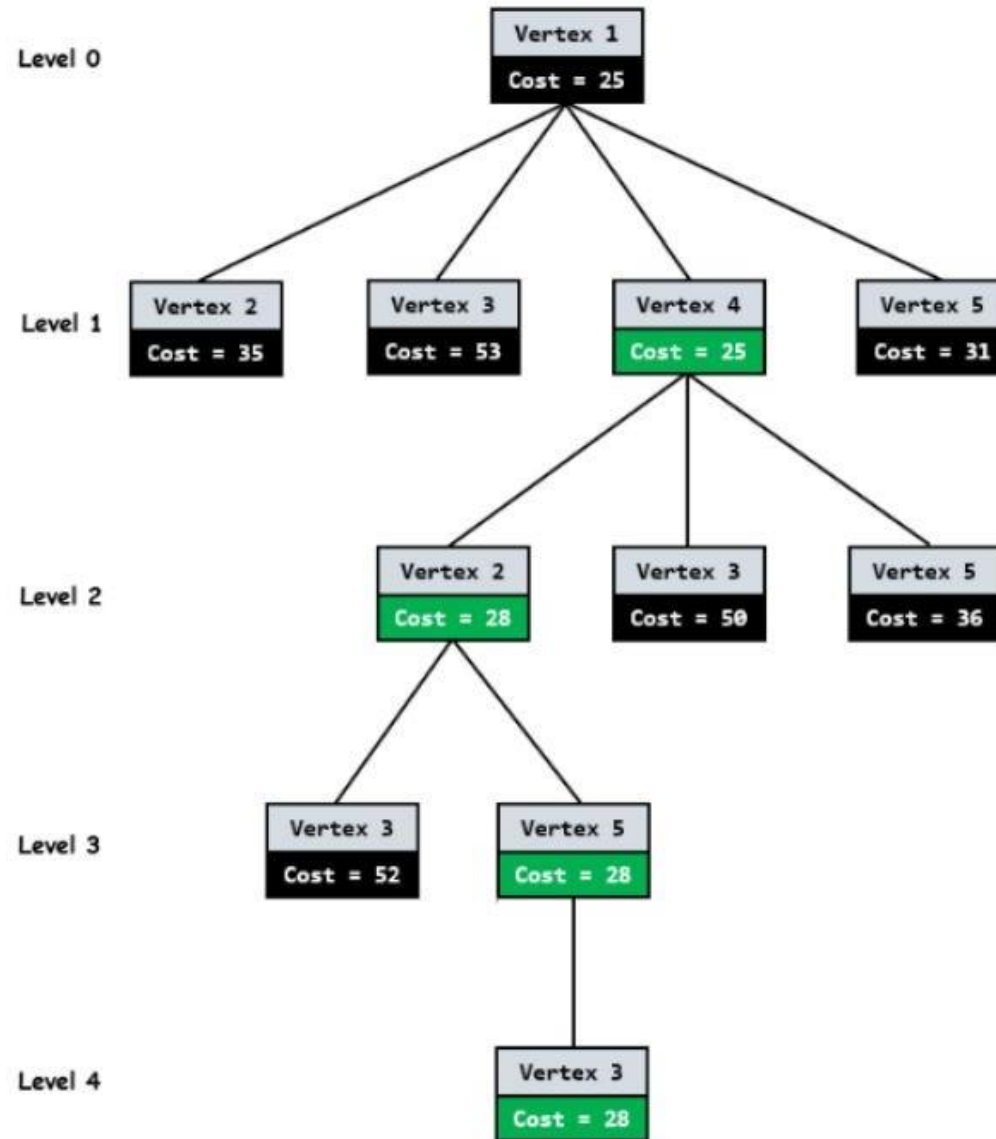 Level 0
Vertex 1
Cost = 25
Level 1
Vertex 2
Cost = 35
Vertex 3
Cost = 53
Vertex 4
Cost = 25
Vertex 5
Cost = 31
Level 2
Vertex 2
Cost = 28
Vertex 3
Cost = 50
Vertex 5
Cost = 36
Level 3
Vertex 3
Cost = 52
Vertex 5
Cost = 28
Level 4
Vertex 3
Cost = 28